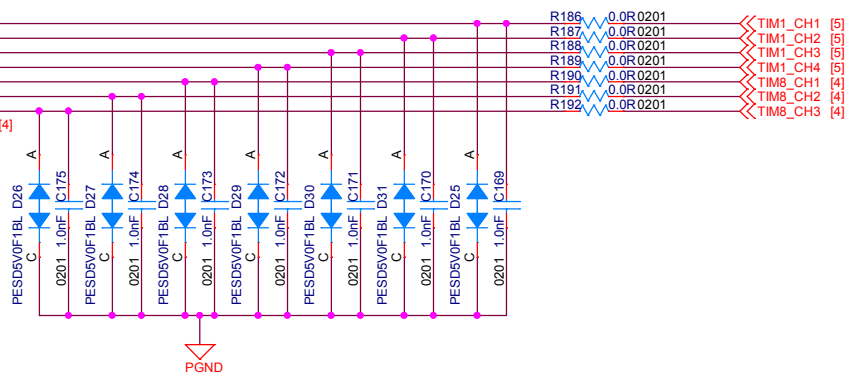 R186 0.0R 0201 TIM1_CH1 [5]
R187 0.0R 0201 TIM1_CH2 [5]
R188 0.0R 0201 TIM1_CH3 [5]
R189 0.0R 0201 TIM1_CH4 [5]
R190 0.0R 0201 TIM8_CH1 [4]
R191 0.0R 0201 TIM8_CH2 [4]
R192 0.0R 0201 TIM8_CH3 [4]
[4]
A
C
PESD5V0F1BL D26
0201 1.0nF C175
A
C
PESD5V0F1BL D27
0201 1.0nF C174
A
C
PESD5V0F1BL D28
0201 1.0nF C173
A
C
PESD5V0F1BL D29
0201 1.0nF C172
A
C
PESD5V0F1BL D30
0201 1.0nF C171
A
C
PESD5V0F1BL D31
0201 1.0nF C170
A
C
PESD5V0F1BL D25
0201 1.0nF C169
PGND